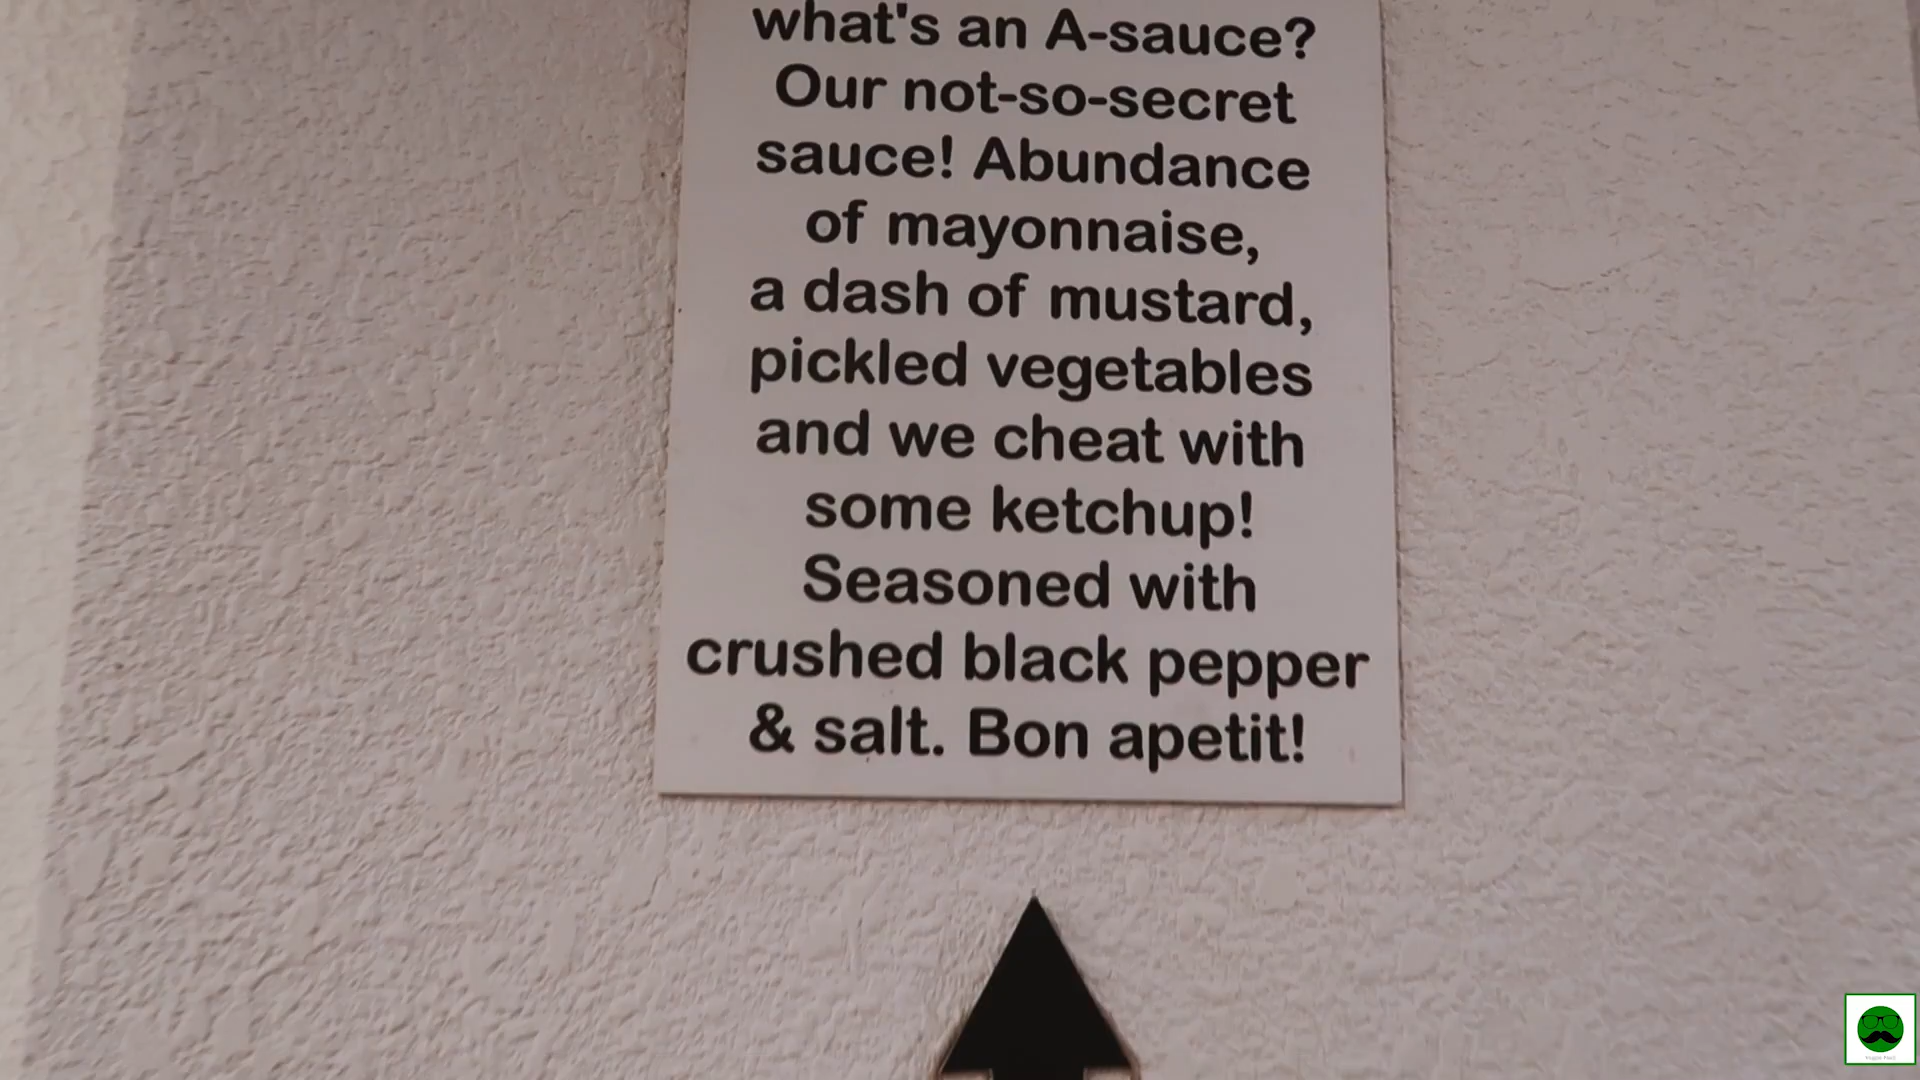 what's an A-sauce?
Our not-so-secret
sauce! Abundance
of mayonnaise,
a dash of mustard,
pickled vegetables
and we cheat with
some ketchup!
Seasoned with
crushed black pepper
& salt. Bon apetit!